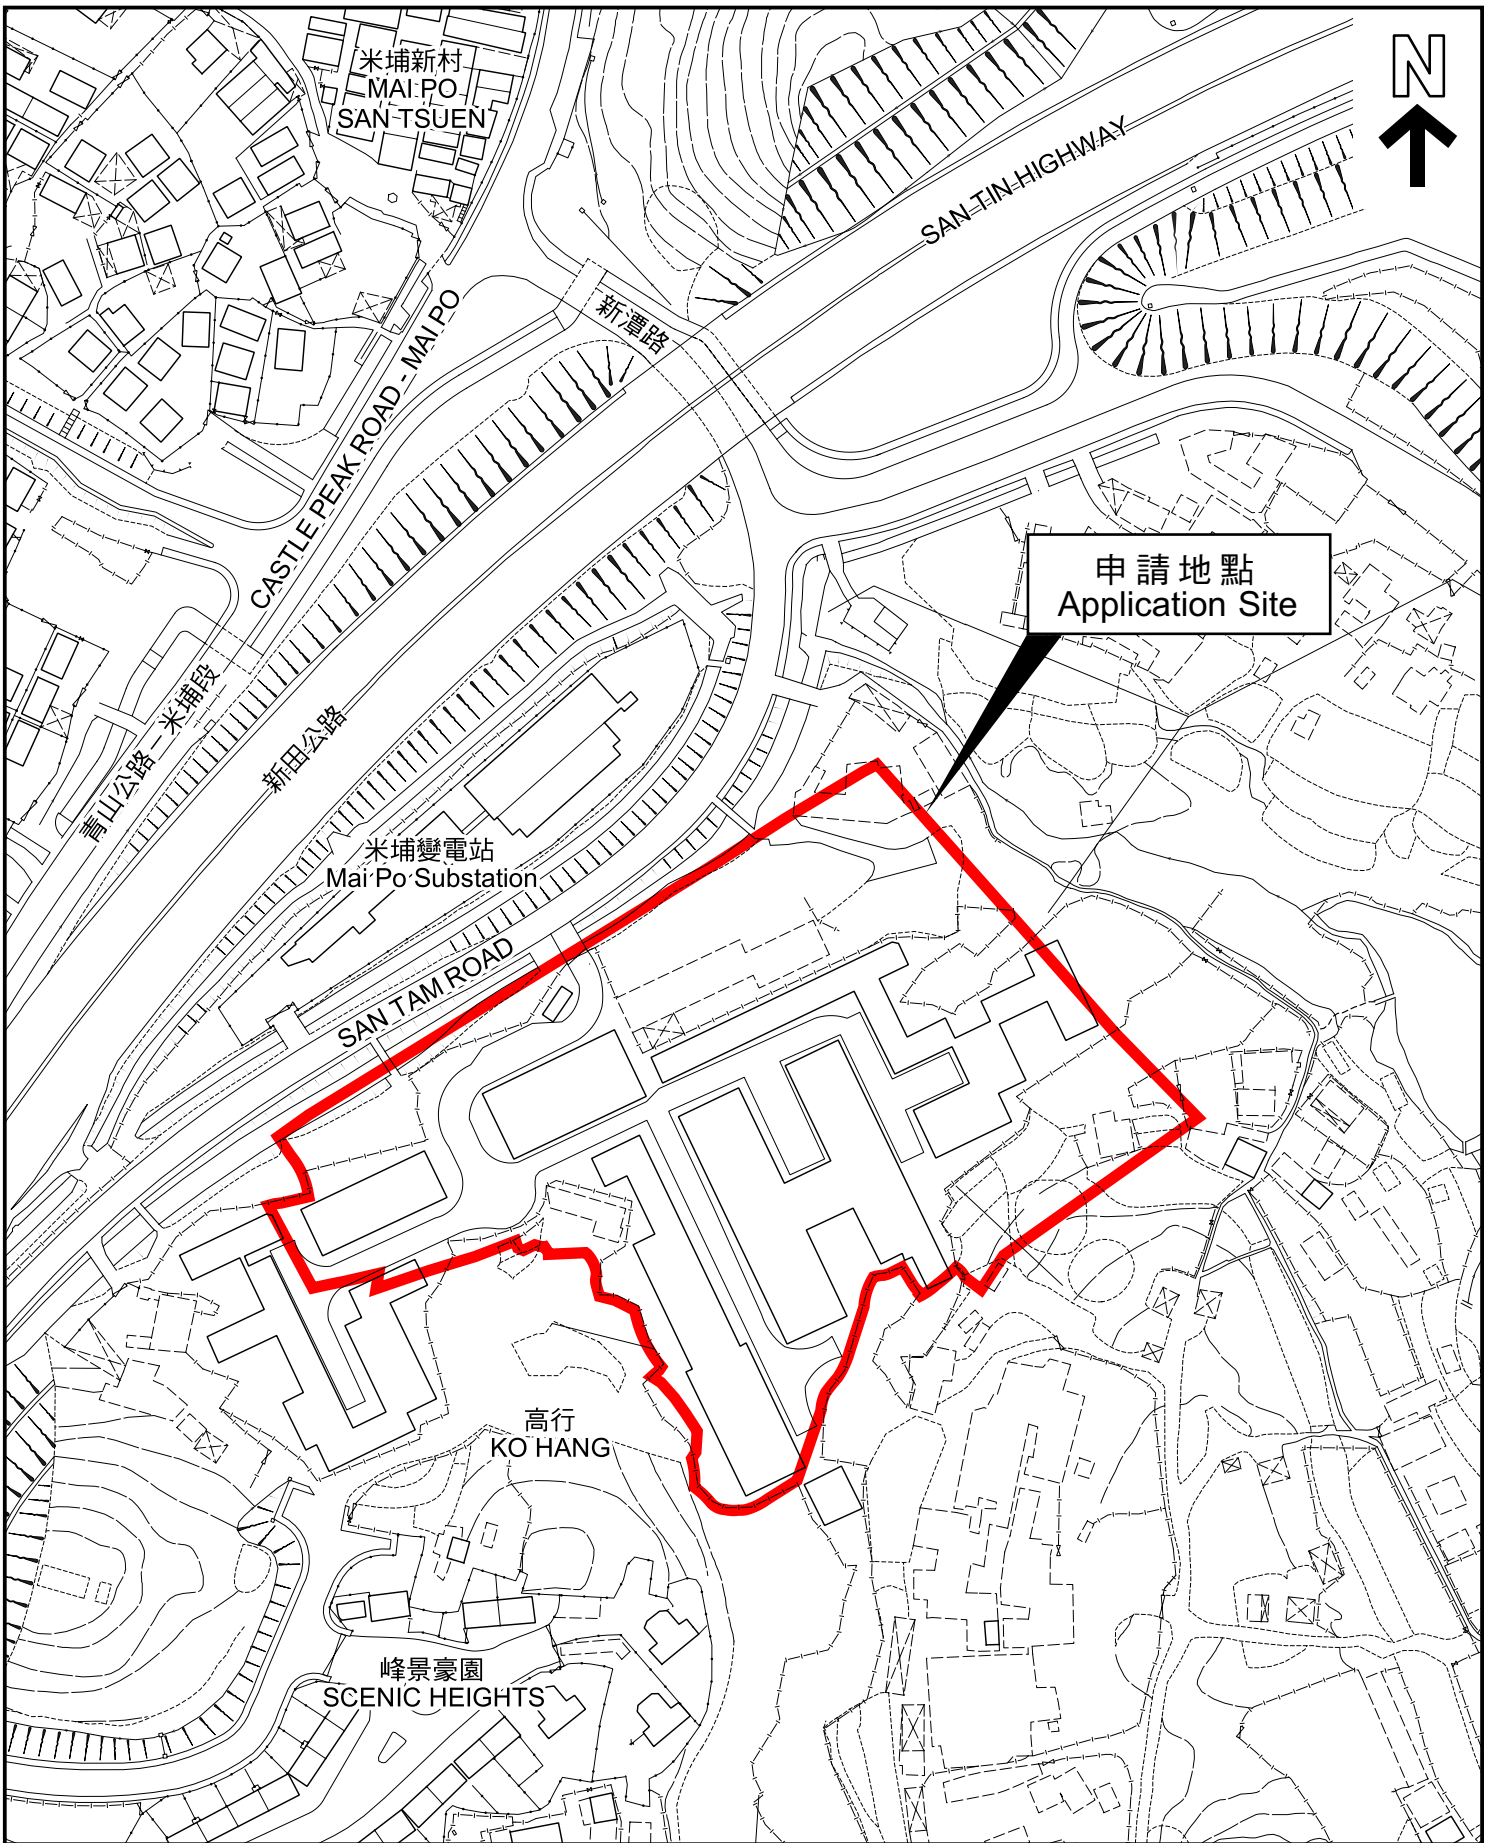 米埔新村
MAI PO
SAN TSUEN
N
SAN TIN HIGHWAY
新潭路
CASTLE PEAK ROAD - MAI PO
申請地點
Application Site
青山公路－米埔段
新田公路
米埔變電站
Mai Po Substation
SAN TAM ROAD
高行
KO HANG
峰景豪園
SCENIC HEIGHTS